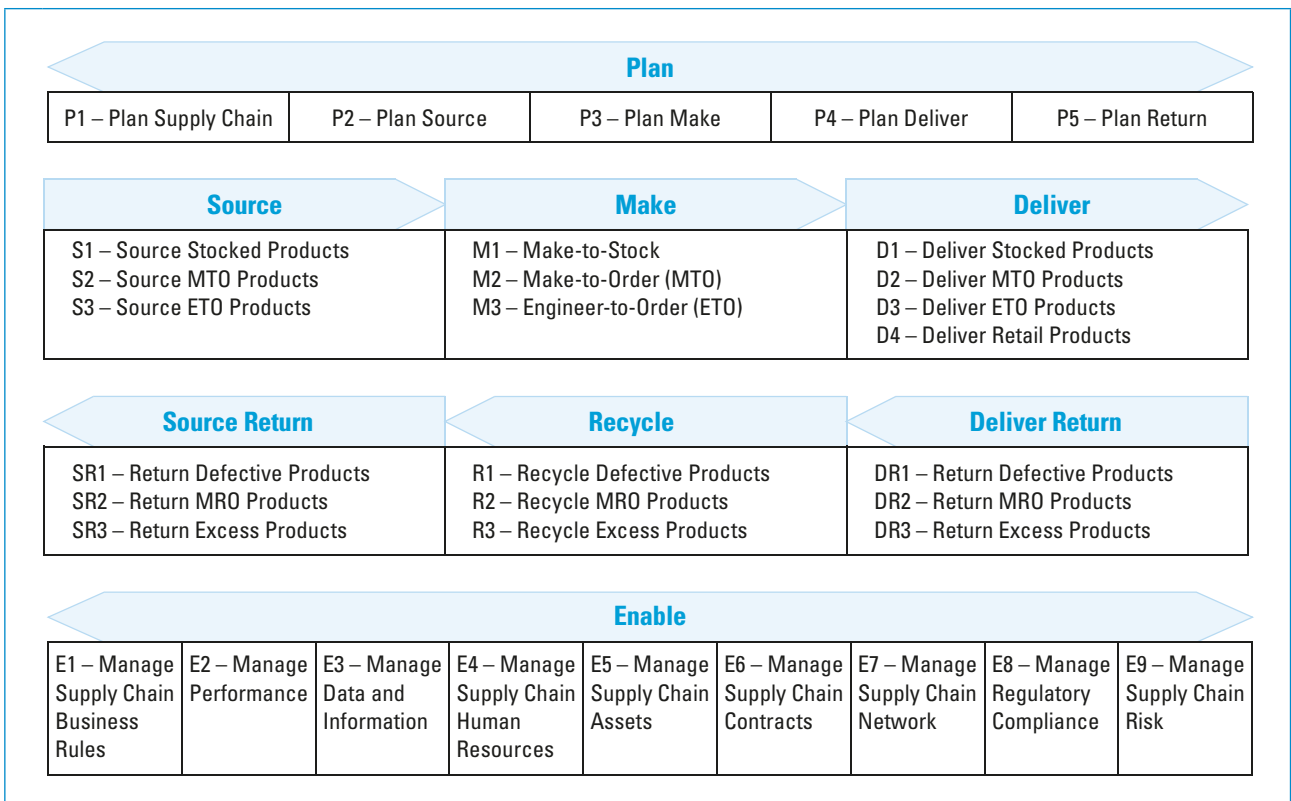 Plan
P1 – Plan Supply Chain
P2 – Plan Source
P3 – Plan Make
P4 – Plan Deliver
P5 – Plan Return
Source
S1 – Source Stocked Products
S2 – Source MTO Products
S3 – Source ETO Products
Make
M1 – Make-to-Stock
M2 – Make-to-Order (MTO)
M3 – Engineer-to-Order (ETO)
Deliver
D1 – Deliver Stocked Products
D2 – Deliver MTO Products
D3 – Deliver ETO Products
D4 – Deliver Retail Products
Source Return
SR1 – Return Defective Products
SR2 – Return MRO Products
SR3 – Return Excess Products
Recycle
R1 – Recycle Defective Products
R2 – Recycle MRO Products
R3 – Recycle Excess Products
Deliver Return
DR1 – Return Defective Products
DR2 – Return MRO Products
DR3 – Return Excess Products
Enable
E1 – Manage
Supply Chain
Business
Rules
E2 – Manage
Performance
E3 – Manage
Data and
Information
E4 – Manage
Supply Chain
Human
Resources
E5 – Manage
Supply Chain
Assets
E6 – Manage
Supply Chain
Contracts
E7 – Manage
Supply Chain
Network
E8 – Manage
Regulatory
Compliance
E9 – Manage
Supply Chain
Risk